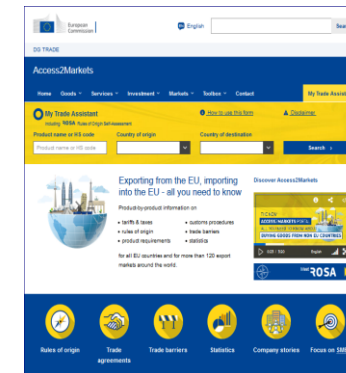 European
Commission
English
Sear
DG TRADE
Access2Markets
Home Goods Services Investment Markets Toolbox Contact
My Trade Assist
My Trade Assistant
How to use this form
Disclaimer
including ROSA Rules of Origin Self-Assessment
Product name or HS code Country of origin Country of destination
Product name or HS code
Search
Exporting from the EU, importing
into the EU - all you need to know
Discover Access2Markets
Product-by-product information on
• tariffs & taxes
• rules of origin
• product requirements
• customs procedures
• trade barriers
• statistics
for all EU countries and for more than 120 export
markets around the world.
ACCESS2MARKETS PORTAL
BUYING GOODS FROM NON EU COUNTRIES
English
ROSA
Rules of origin
Trade
agreements
Trade barriers
Statistics
Company stories
Focus on SME